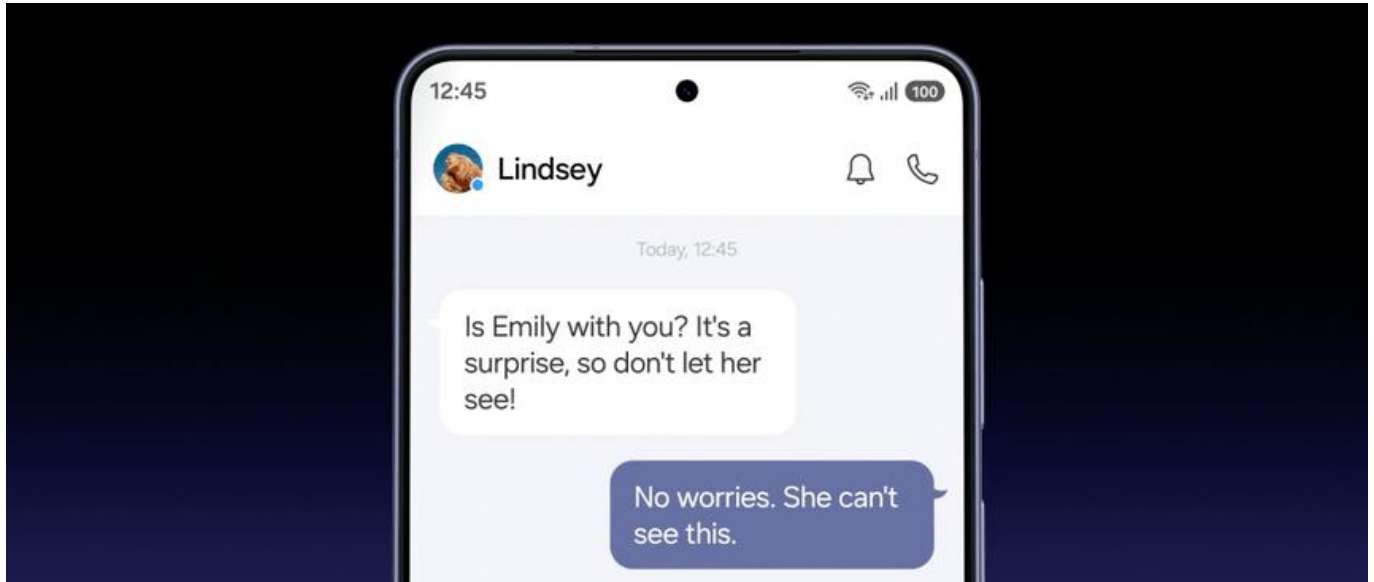 12:45
100
Lindsey
Today, 12:45
Is Emily with you? It's a
surprise, so don't let her
see!
No worries. She can't
see this.